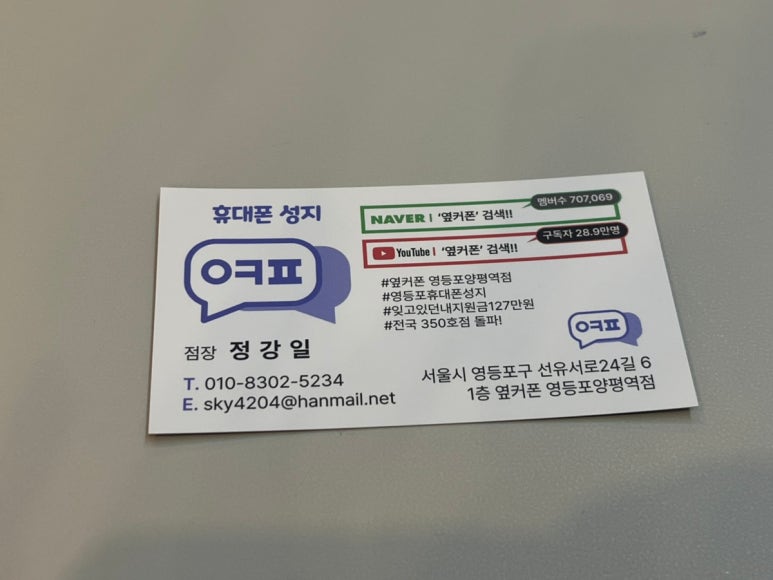 휴대폰 성지
ㅇㅋㅍ
점장 정강일
T. 010-8302-5234
E. sky4204@hanmail.net
멤버수 707,069
NAVER | '옆커폰' 검색!!
구독자 28.9만명
YouTube | '옆커폰' 검색!!
#옆커폰 영등포양평역점
#영등포휴대폰성지
#잊고있던내지원금127만원
#전국 350호점 돌파!
ㅇㅋㅍ
서울시 영등포구 선유서로24길 6
1층 옆커폰 영등포양평역점